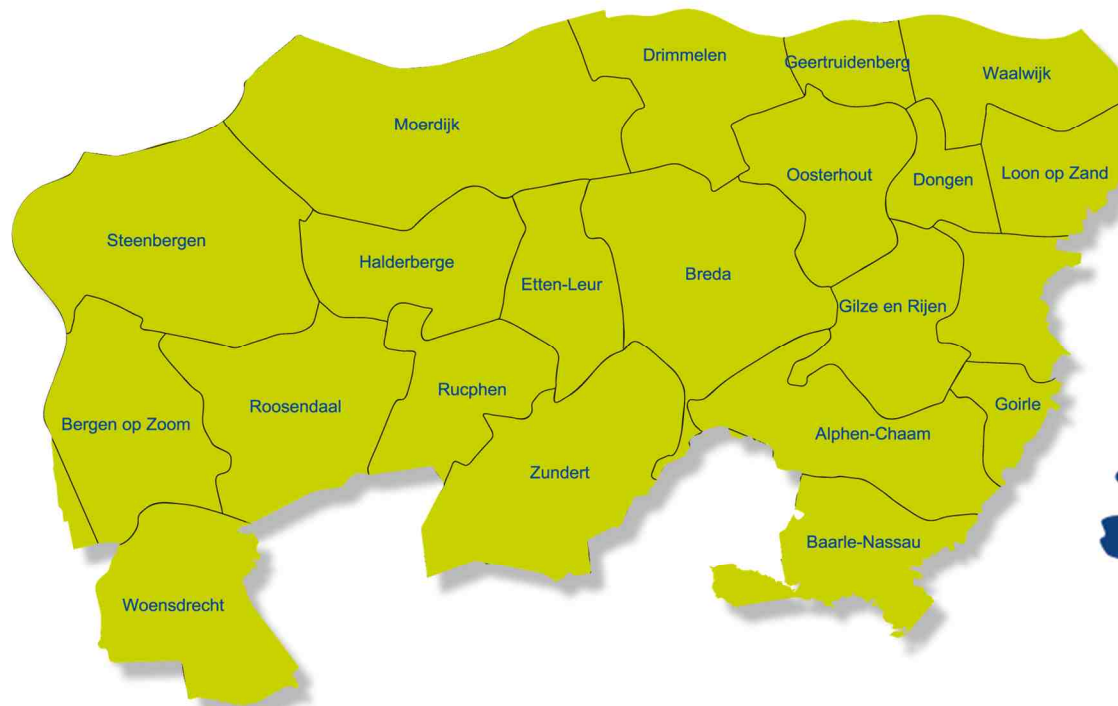 Drimmelen
Geertruidenberg
Waalwijk
Moerdijk
Oosterhout
Dongen
Loon op Zand
Steenbergen
Halderberge
Etten-Leur
Breda
Gilze en Rijen
Rucphen
Roosendaal
Goirle
Bergen op Zoom
Alphen-Chaam
Zundert
Baarle-Nassau
Woensdrecht